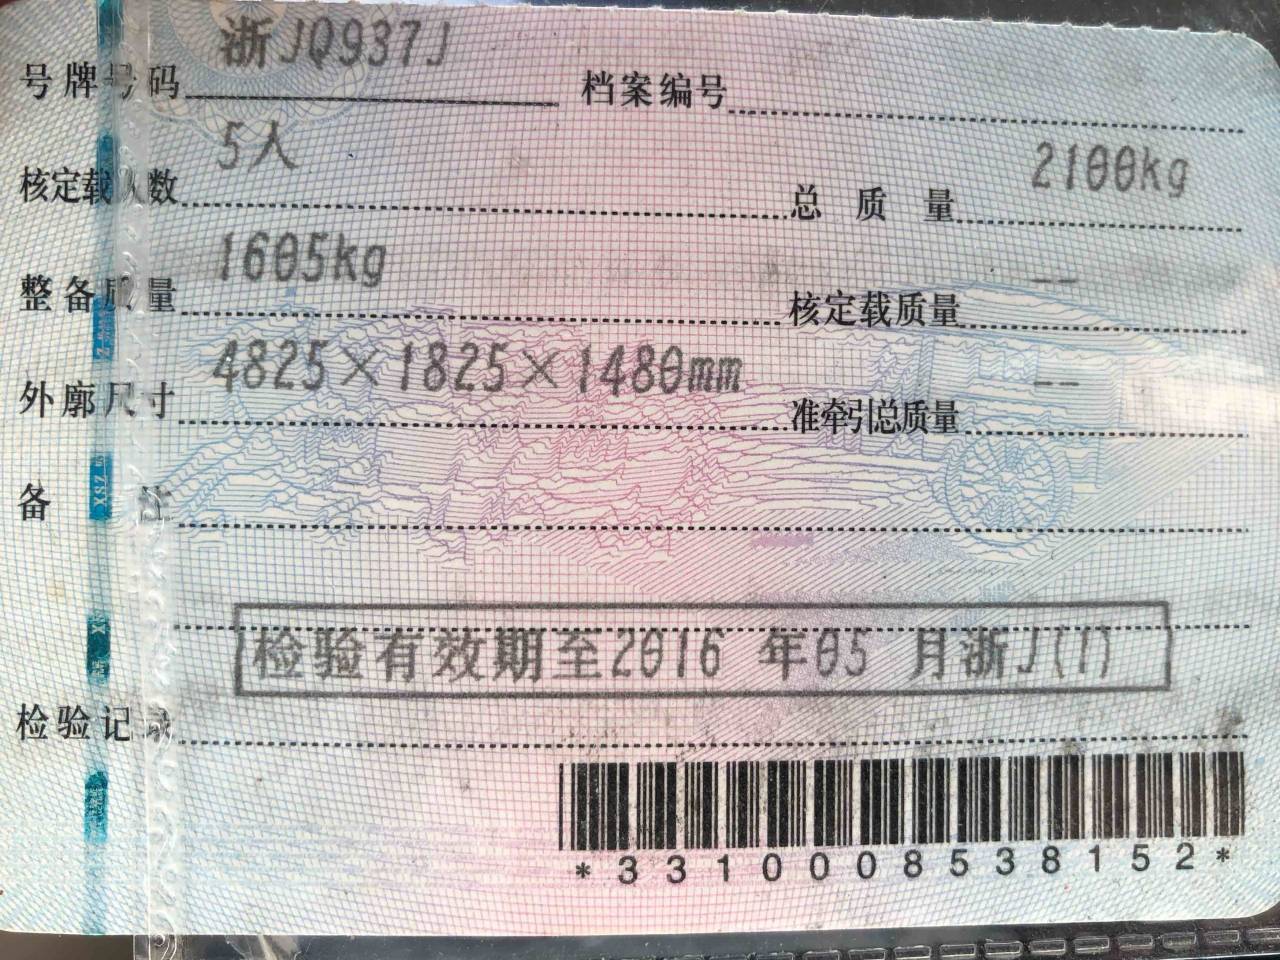 号牌号码 浙JQ937J 档案编号
核定载人数 5人 总质量 2100kg
整备质量 1605kg 核定载质量 --
外廓尺寸 4825×1825×1480mm 准牵引总质量 --
备注
检验有效期至2016 年05 月浙J(1)
检验记录
*3310008538152*